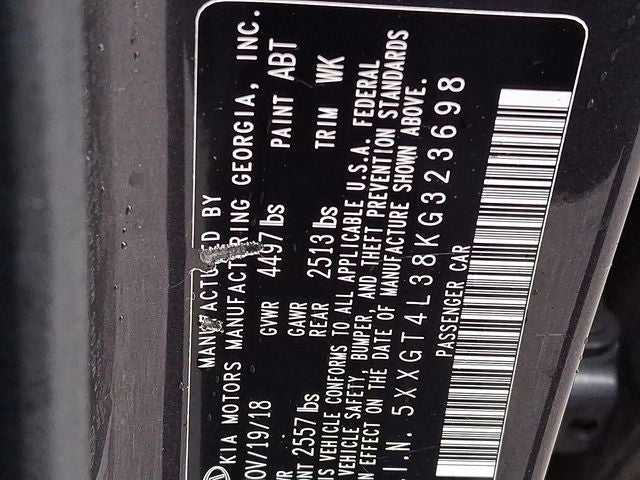 MANUFACTURED BY
KIA MOTORS MANUFACTURING GEORGIA, INC.
OV/19/18 GVWR 4497 lbs PAINT ABT
WR GAWR
NT 2557 lbs REAR 2513 lbs TRIM WK
IS VEHICLE CONFORMS TO ALL APPLICABLE U.S.A. FEDERAL
VEHICLE SAFETY, BUMPER, AND THEFT PREVENTION STANDARDS
N EFFECT ON THE DATE OF MANUFACTURE SHOWN ABOVE.
.I.N. 5XXGT4L38KG323698
PASSENGER CAR